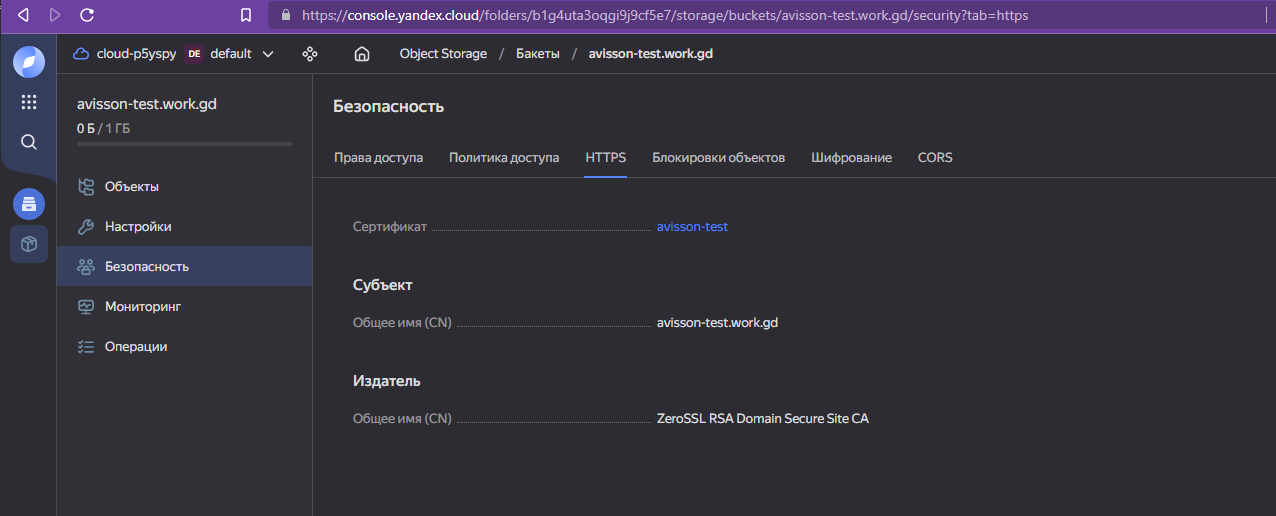 https://console.yandex.cloud/folders/b1g4uta3oqgi9j9cf5e7/storage/buckets/avisson-test.work.gd/security?tab=https
cloud-p5yspy DE default Object Storage / Бакеты / avisson-test.work.gd
avisson-test.work.gd
0 Б / 1 ГБ
Объекты
Настройки
Безопасность
Мониторинг
Операции
Безопасность
Права доступа Политика доступа HTTPS Блокировки объектов Шифрование CORS
Сертификат avisson-test
Субъект
Общее имя (CN) avisson-test.work.gd
Издатель
Общее имя (CN) ZeroSSL RSA Domain Secure Site CA